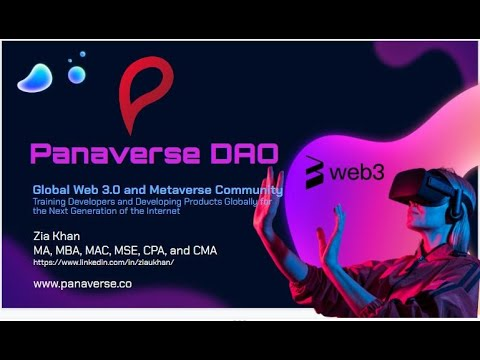 Panaverse DAO
web3
Global Web 3.0 and Metaverse Community
Training Developers and Developing Products Globally for
the Next Generation of the Internet
Zia Khan
MA, MBA, MAC, MSE, CPA, and CMA
https://www.linkedin.com/in/ziaukhan/
www.panaverse.co